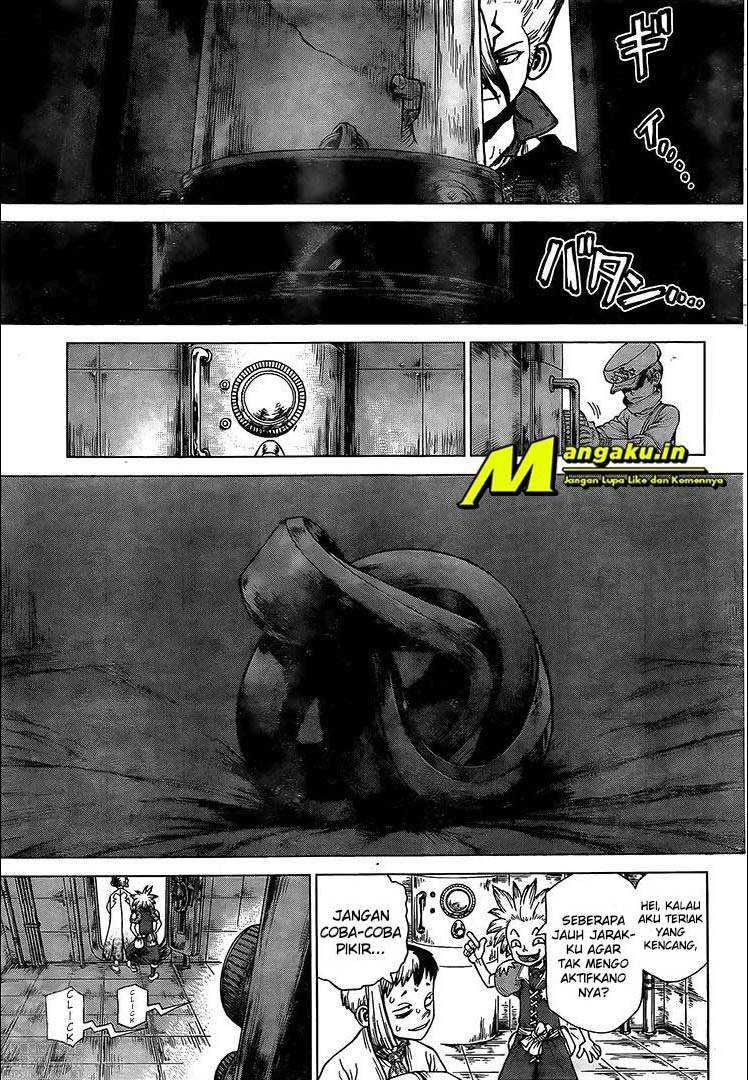 ギ
イ...
バタン...
Mangaku.in
Jangan Lupa Like dan Komennya
HEI, KALAU
AKU TERIAK
YANG
KENCANG,
SEBERAPA
JAUH JARAK-
KU AGAR
TAK MENGO
AKTIFKANO
NYA?
JANGAN
COBA-COBA
PIKIR...
CLICK
CLICK